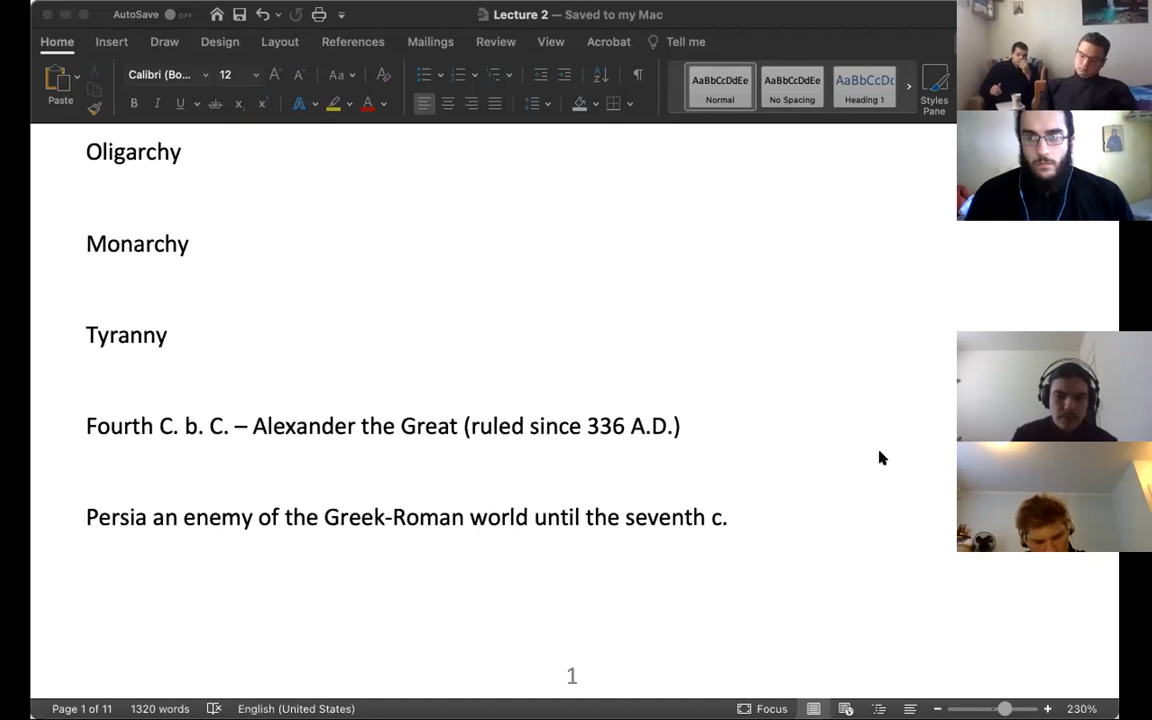 AutoSave OFF
Lecture 2 — Saved to my Mac
Home Insert Draw Design Layout References Mailings Review View Acrobat Tell me
Paste
Calibri (Bo... 12
AaBbCcDdEe AaBbCcDdEe AaBbCcDc
Normal No Spacing Heading 1
Styles
Pane
Oligarchy
Monarchy
Tyranny
Fourth C. b. C. – Alexander the Great (ruled since 336 A.D.)
Persia an enemy of the Greek-Roman world until the seventh c.
1
Page 1 of 11 1320 words English (United States) Focus 230%